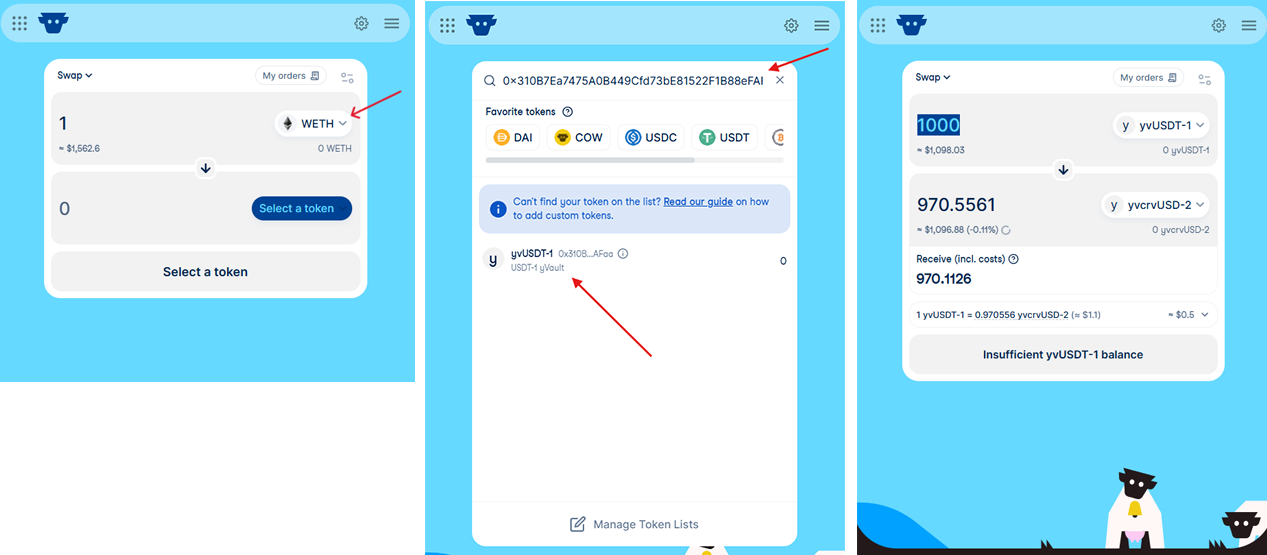 Swap
My orders
1
WETH
≈ $1,562.6
0 WETH
0
Select a token
Select a token
0×310B7Ea7475A0B449Cfd73bE81522F1B88eFAF
Favorite tokens
DAI
COW
USDC
USDT
Can't find your token on the list? Read our guide on how
to add custom tokens.
y
yvUSDT-1 0x310B...AFaa
USDT-1 yVault
0
Manage Token Lists
Swap
My orders
1000
y yvUSDT-1
≈ $1,098.03
0 yvUSDT-1
970.5561
y yvcrvUSD-2
≈ $1,096.88 (-0.11%)
0 yvcrvUSD-2
Receive (incl. costs)
970.1126
1 yvUSDT-1 = 0.970556 yvcrvUSD-2 (≈ $1.1)
≈ $0.5
Insufficient yvUSDT-1 balance